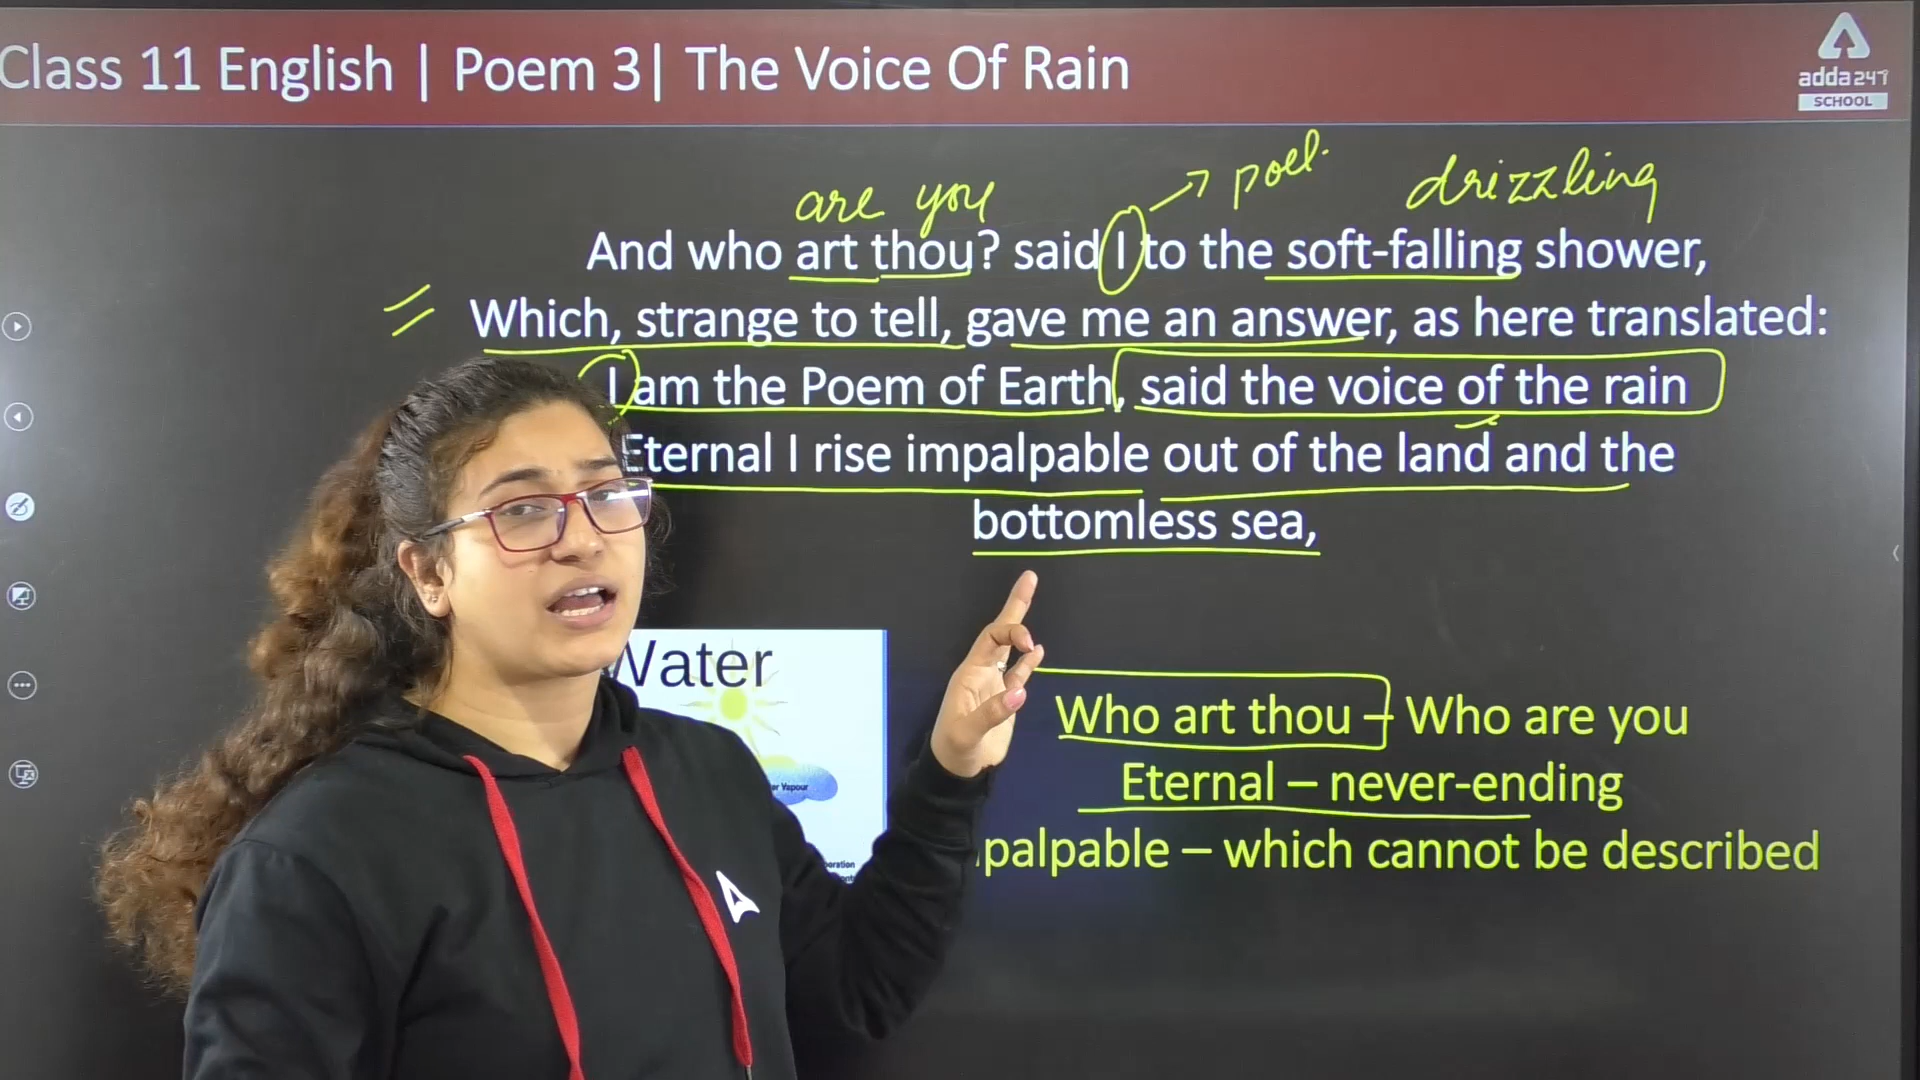 Class 11 English | Poem 3| The Voice Of Rain
adda247
SCHOOL
are you
poet.
drizzling
And who art thou? said I to the soft-falling shower,
Which, strange to tell, gave me an answer, as here translated:
I am the Poem of Earth, said the voice of the rain
Eternal I rise impalpable out of the land and the
bottomless sea,
Water
Who art thou – Who are you
Eternal – never-ending
palpable – which cannot be described
Vapour